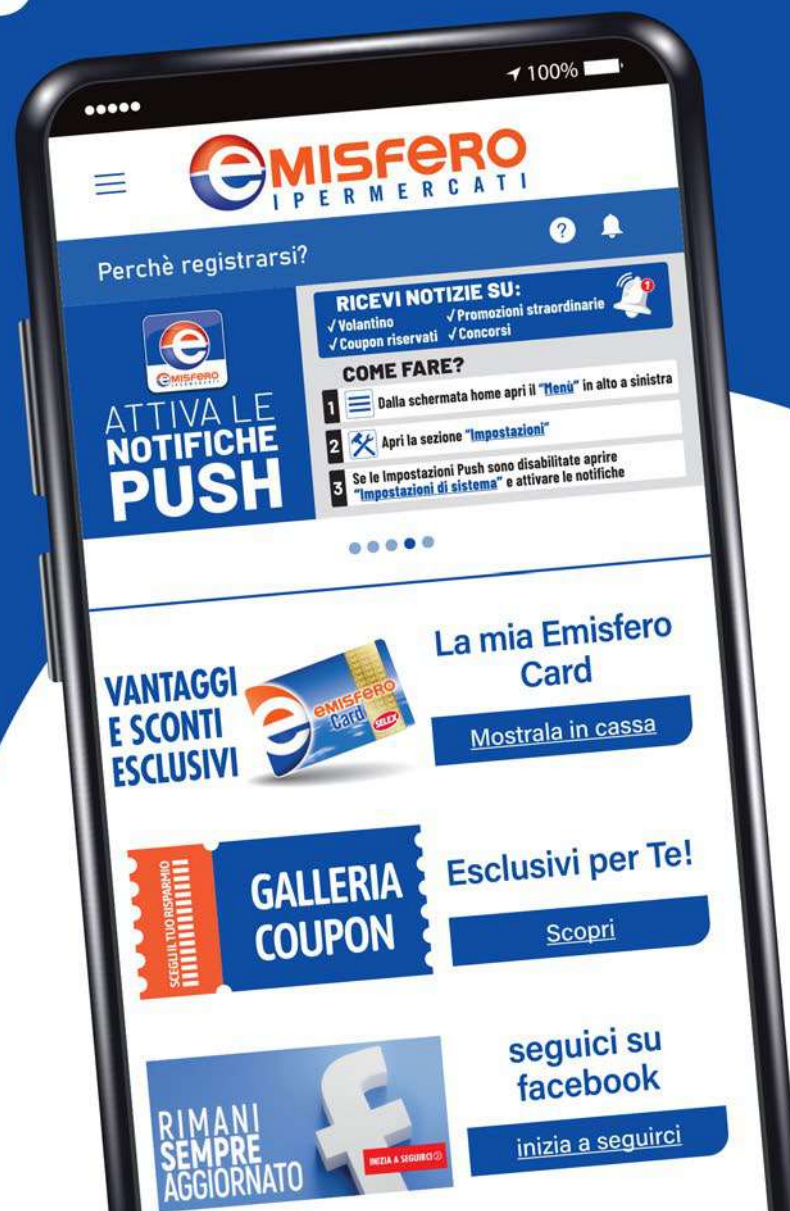 100%
eMISFeRO
IPERMERCATI
Perchè registrarsi?
?
eMISFeRO
IPERMERCATI
ATTIVA LE
NOTIFICHE
PUSH
RICEVI NOTIZIE SU:
√ Volantino √ Promozioni straordinarie
√ Coupon riservati √ Concorsi
1
COME FARE?
1 Dalla schermata home apri il "Menù" in alto a sinistra
2 Apri la sezione "Impostazioni"
3 Se le Impostazioni Push sono disabilitate aprire
"Impostazioni di sistema" e attivare le notifiche
VANTAGGI
E SCONTI
ESCLUSIVI
e
eMISFeRO
Card
SELEX
La mia Emisfero
Card
Mostrala in cassa
SCEGLI IL TUO RISPARMIO
GALLERIA
COUPON
Esclusivi per Te!
Scopri
RIMANI
SEMPRE
AGGIORNATO
INIZIA A SEGUIRCI
seguici su
facebook
inizia a seguirci